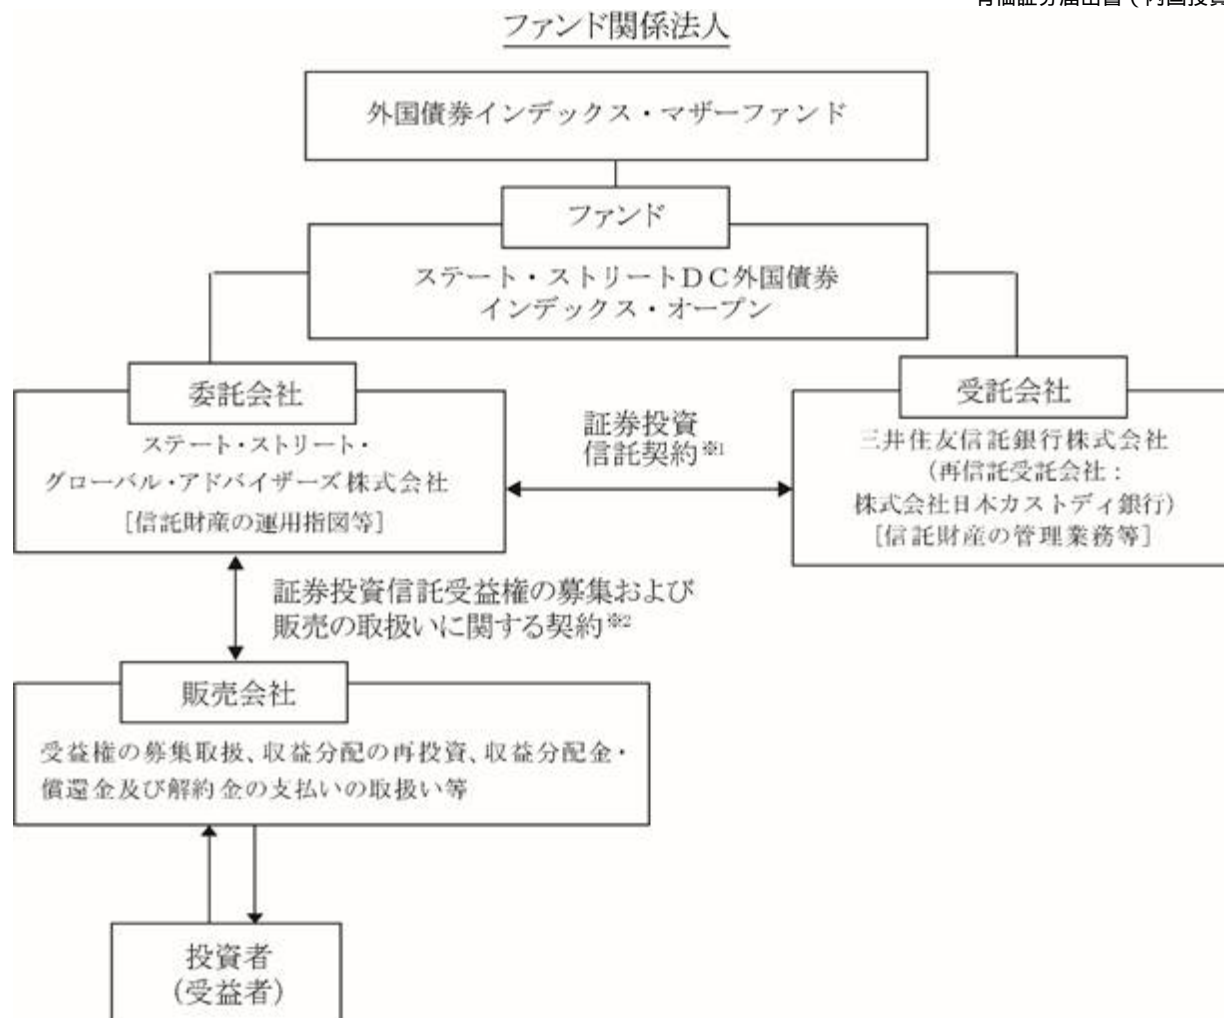 有価証券届出書(内国投資
ファンド関係法人
外国債券インデックス・マザーファンド
ファンド
ステート・ストリートDC外国債券
インデックス・オープン
委託会社
ステート・ストリート・
グローバル・アドバイザーズ株式会社
[信託財産の運用指図等]
証券投資
信託契約※1
受託会社
三井住友信託銀行株式会社
(再信託受託会社:
株式会社日本カストディ銀行)
[信託財産の管理業務等]
証券投資信託受益権の募集および
販売の取扱いに関する契約※2
販売会社
受益権の募集取扱、収益分配の再投資、収益分配金・
償還金及び解約金の支払いの取扱い等
投資者
(受益者)